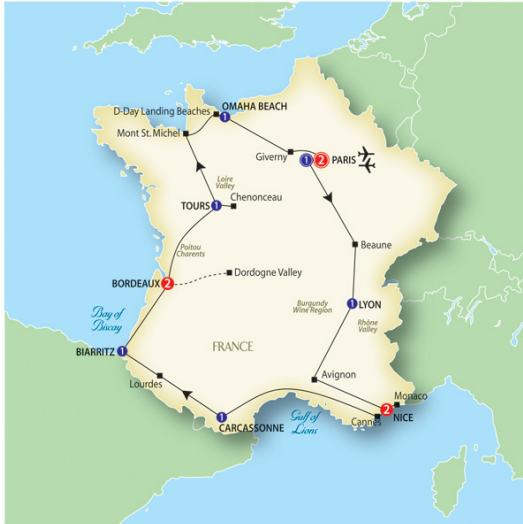 D-Day Landing Beaches
OMAHA BEACH
1
Mont St. Michel
Giverny
1
2
PARIS
Loire
Valley
Chenonceau
TOURS
1
Beaune
Poitou
Charents
Dordogne Valley
BORDEAUX
2
Burgundy
Wine Region
1
LYON
Bay of
Biscay
Rhône
Valley
BIARRITZ
1
FRANCE
Lourdes
Avignon
Monaco
2
NICE
Cannes
1
CARCASSONNE
Gulf of
Lions